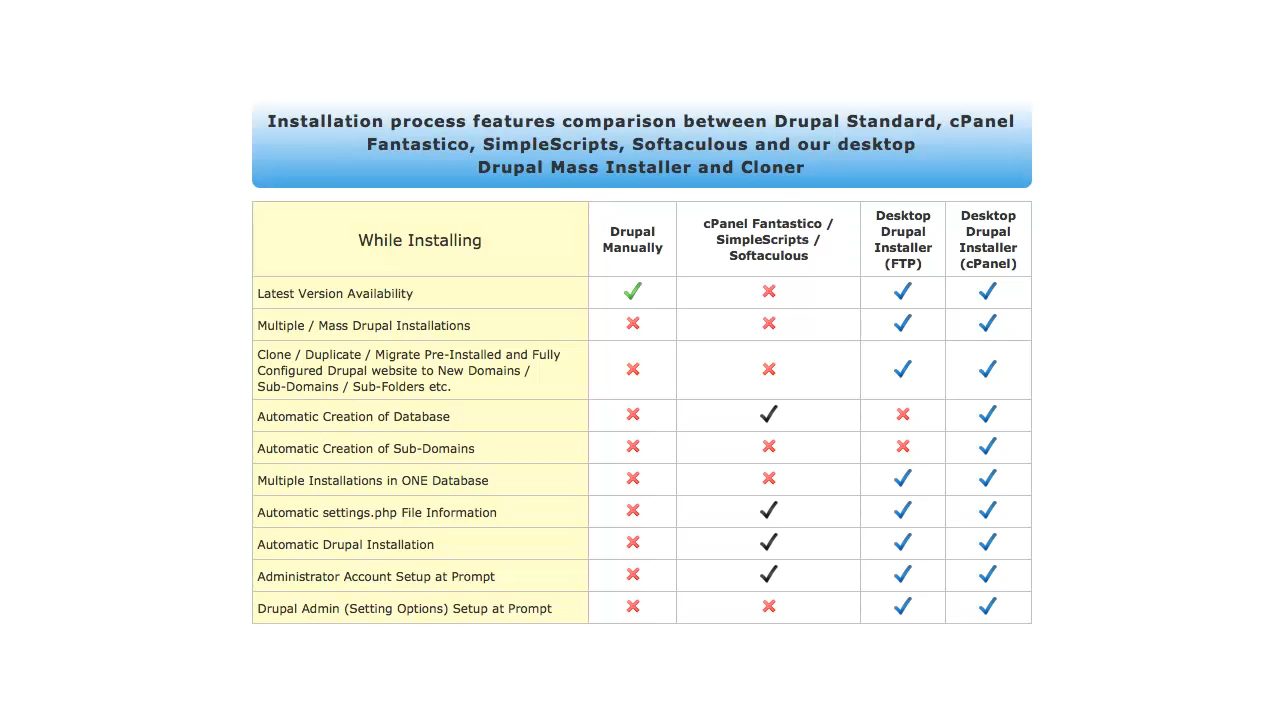 Installation process features comparison between Drupal Standard, cPanel
Fantastico, SimpleScripts, Softaculous and our desktop
Drupal Mass Installer and Cloner
While Installing
Drupal
Manually
cPanel Fantastico /
SimpleScripts /
Softaculous
Desktop
Drupal
Installer
(FTP)
Desktop
Drupal
Installer
(cPanel)
Latest Version Availability
Multiple / Mass Drupal Installations
Clone / Duplicate / Migrate Pre-Installed and Fully
Configured Drupal website to New Domains /
Sub-Domains / Sub-Folders etc.
Automatic Creation of Database
Automatic Creation of Sub-Domains
Multiple Installations in ONE Database
Automatic settings.php File Information
Automatic Drupal Installation
Administrator Account Setup at Prompt
Drupal Admin (Setting Options) Setup at Prompt